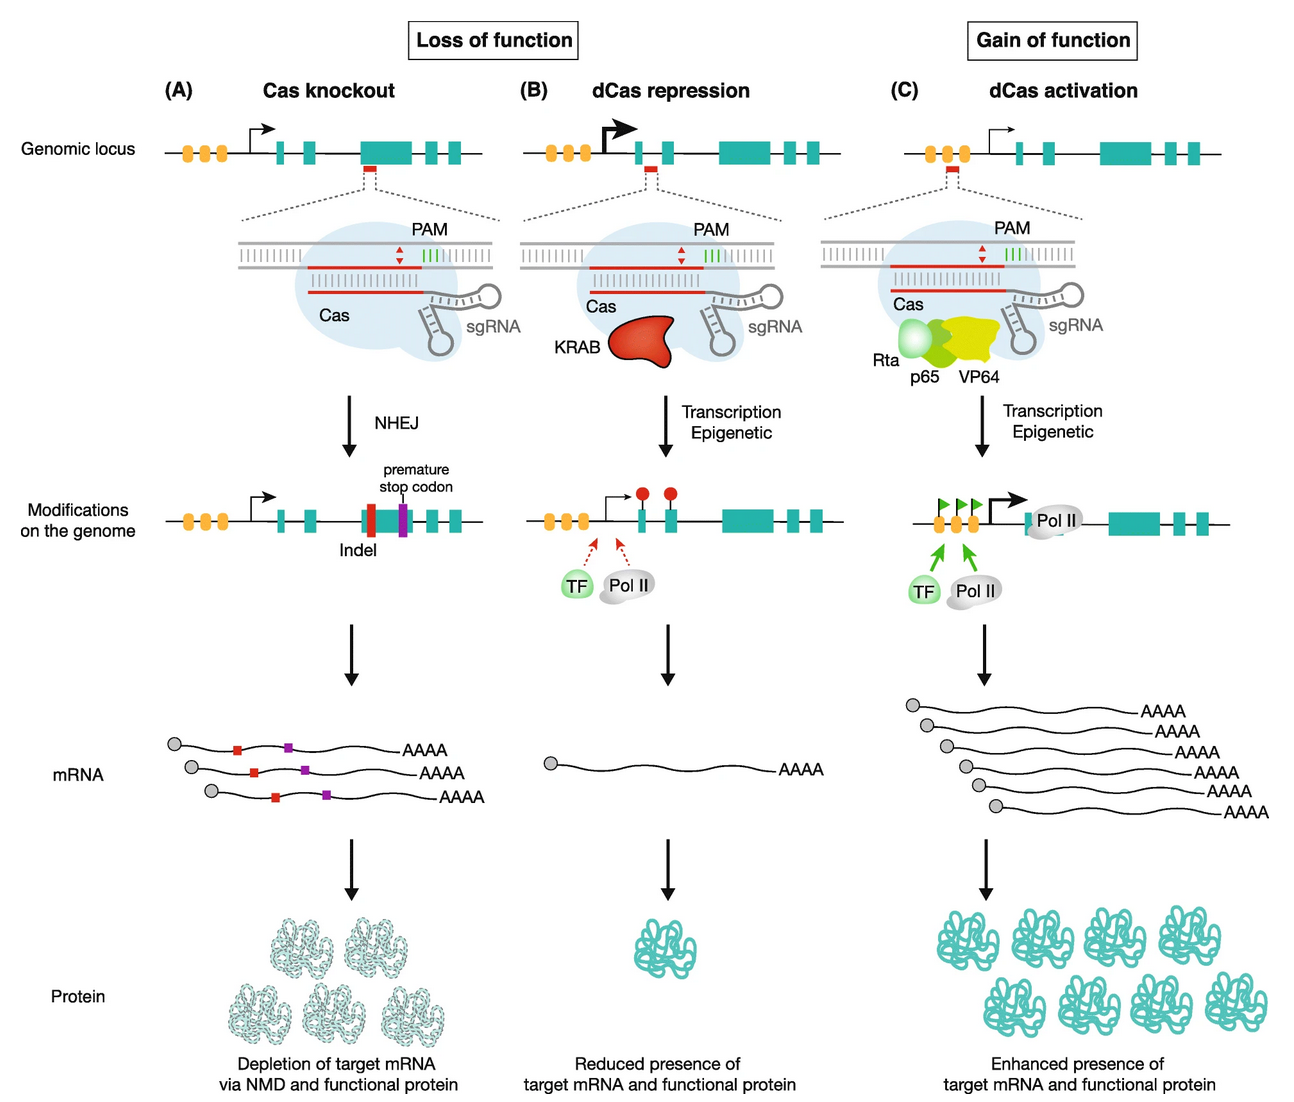 Loss of function
Gain of function
(A) Cas knockout
(B) dCas repression
(C) dCas activation
Genomic locus
PAM
Cas
sgRNA
PAM
Cas
KRAB
sgRNA
PAM
Cas
Rta
p65
VP64
sgRNA
NHEJ
Transcription
Epigenetic
Transcription
Epigenetic
Modifications
on the genome
premature
stop codon
Indel
TF
Pol II
Pol II
TF
Pol II
mRNA
AAAA
AAAA
AAAA
AAAA
AAAA
AAAA
AAAA
AAAA
AAAA
AAAA
Protein
Depletion of target mRNA
via NMD and functional protein
Reduced presence of
target mRNA and functional protein
Enhanced presence of
target mRNA and functional protein